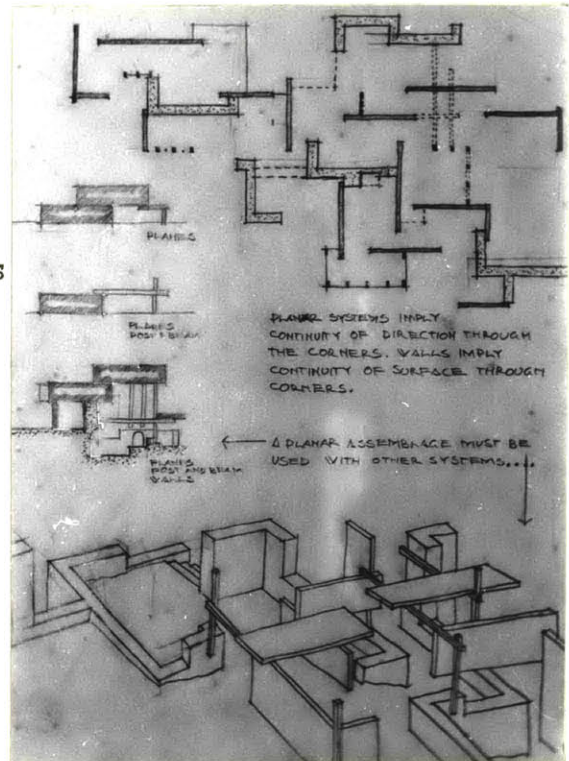 PLANES
PLANES
POST & BEAM
PLANAR SYSTEMS IMPLY
CONTINUITY OF DIRECTION THROUGH
THE CORNERS. WALLS IMPLY
CONTINUITY OF SURFACE THROUGH
CORNERS.
← A PLANAR ASSEMBLAGE MUST BE
USED WITH OTHER SYSTEMS....
PLANES
POST AND BEAM
WALLS